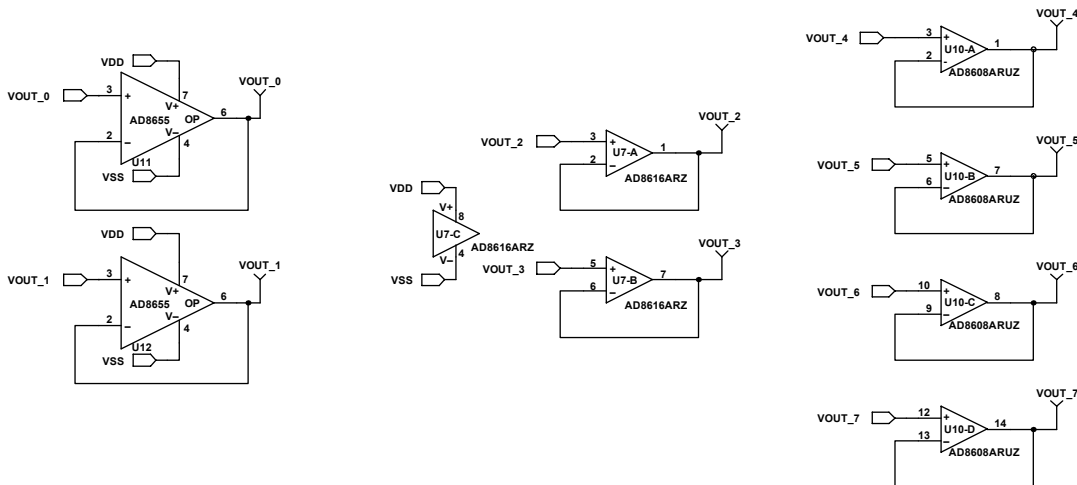 VDD
VOUT_0
3
+
7
V+
AD8655
OP
6
VOUT_0
2
−
V−
4
U11
VSS
VDD
VOUT_1
3
+
7
V+
AD8655
OP
6
VOUT_1
2
−
V−
4
U12
VSS
VDD
V+
8
U7-C
AD8616ARZ
V−
4
VSS
VOUT_2
3
+
2
−
U7-A
1
AD8616ARZ
VOUT_2
VOUT_3
5
+
6
−
U7-B
7
AD8616ARZ
VOUT_3
VOUT_4
3
+
2
-
U10-A
1
AD8608ARUZ
VOUT_4
VOUT_5
5
+
6
−
U10-B
7
AD8608ARUZ
VOUT_5
VOUT_6
10
+
9
−
U10-C
8
AD8608ARUZ
VOUT_6
VOUT_7
12
+
13
−
U10-D
14
AD8608ARUZ
VOUT_7